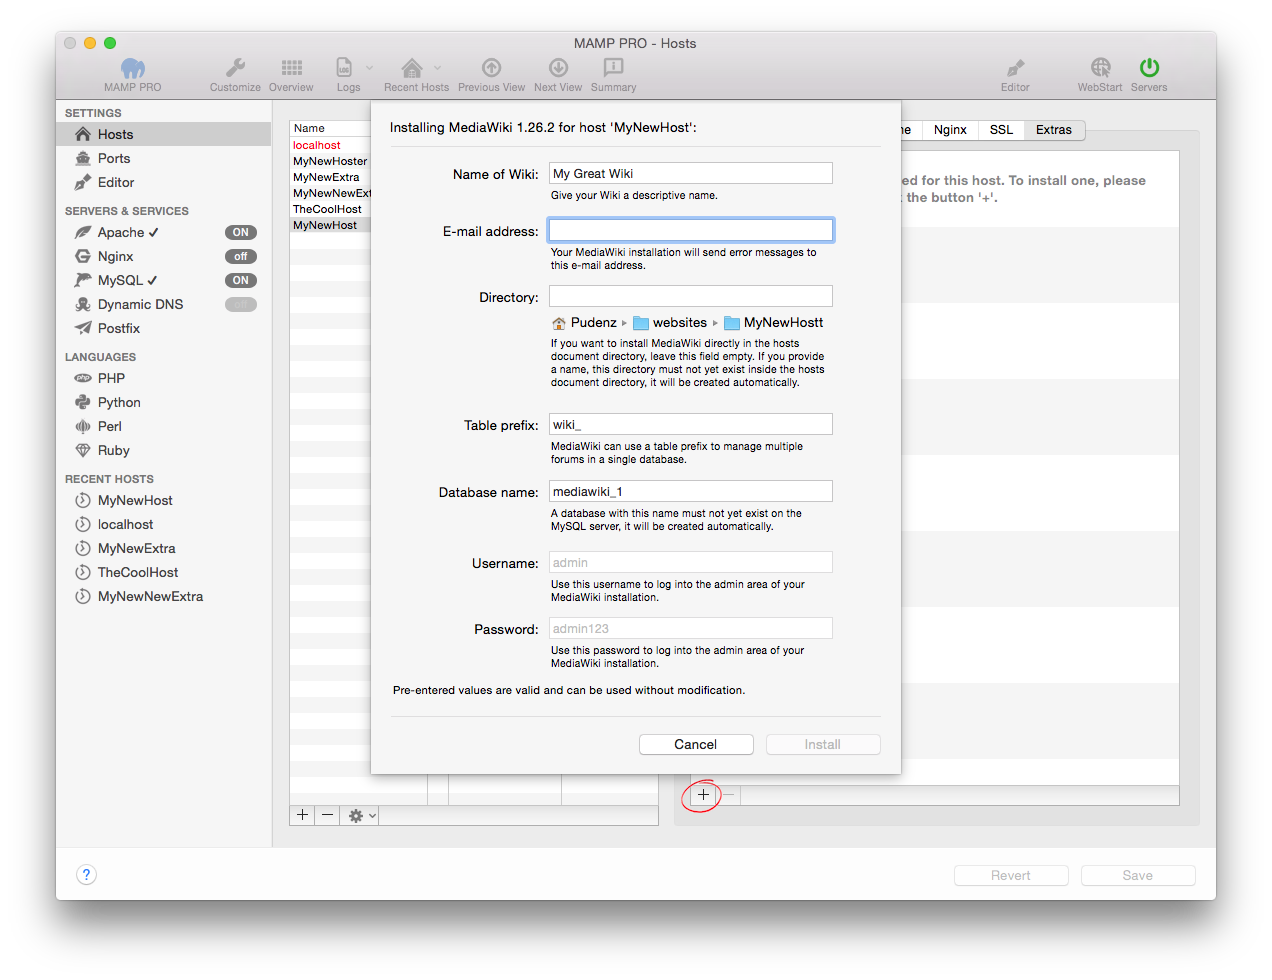 MAMP PRO - Hosts
MAMP PRO
Customize
Overview
Logs
Recent Hosts
Previous View
Next View
Summary
Editor
WebStart
Servers
SETTINGS
Hosts
Ports
Editor
SERVERS & SERVICES
Apache ✓ ON
Nginx off
MySQL ✓ ON
Dynamic DNS off
Postfix
LANGUAGES
php PHP
Python
Perl
Ruby
RECENT HOSTS
MyNewHost
localhost
MyNewExtra
TheCoolHost
MyNewNewExtra
Name
localhost
MyNewHoster
MyNewExtra
MyNewNewExt
TheCoolHost
MyNewHost
Installing MediaWiki 1.26.2 for host 'MyNewHost':
Name of Wiki: My Great Wiki
Give your Wiki a descriptive name.
E-mail address:
Your MediaWiki installation will send error messages to
this e-mail address.
Directory:
Pudenz ▸ websites ▸ MyNewHostt
If you want to install MediaWiki directly in the hosts
document directory, leave this field empty. If you provide
a name, this directory must not yet exist inside the hosts
document directory, it will be created automatically.
Table prefix: wiki_
MediaWiki can use a table prefix to manage multiple
forums in a single database.
Database name: mediawiki_1
A database with this name must not yet exist on the
MySQL server, it will be created automatically.
Username: admin
Use this username to log into the admin area of your
MediaWiki installation.
Password: admin123
Use this password to log into the admin area of your
MediaWiki installation.
Pre-entered values are valid and can be used without modification.
Cancel
Install
ne
Nginx
SSL
Extras
ed for this host. To install one, please
the button '+'.
+ −
+ −
?
Revert
Save